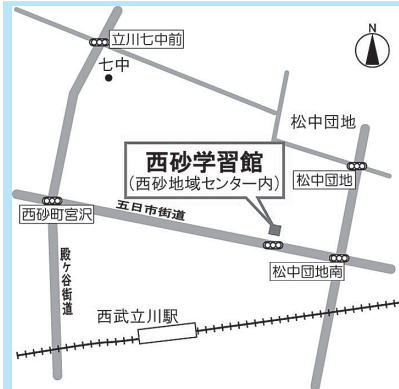 N
立川七中前
七中
松中団地
西砂学習館
(西砂地域センター内)
松中団地
西砂町宮沢
五日市街道
松中団地南
殿ヶ谷街道
西武立川駅